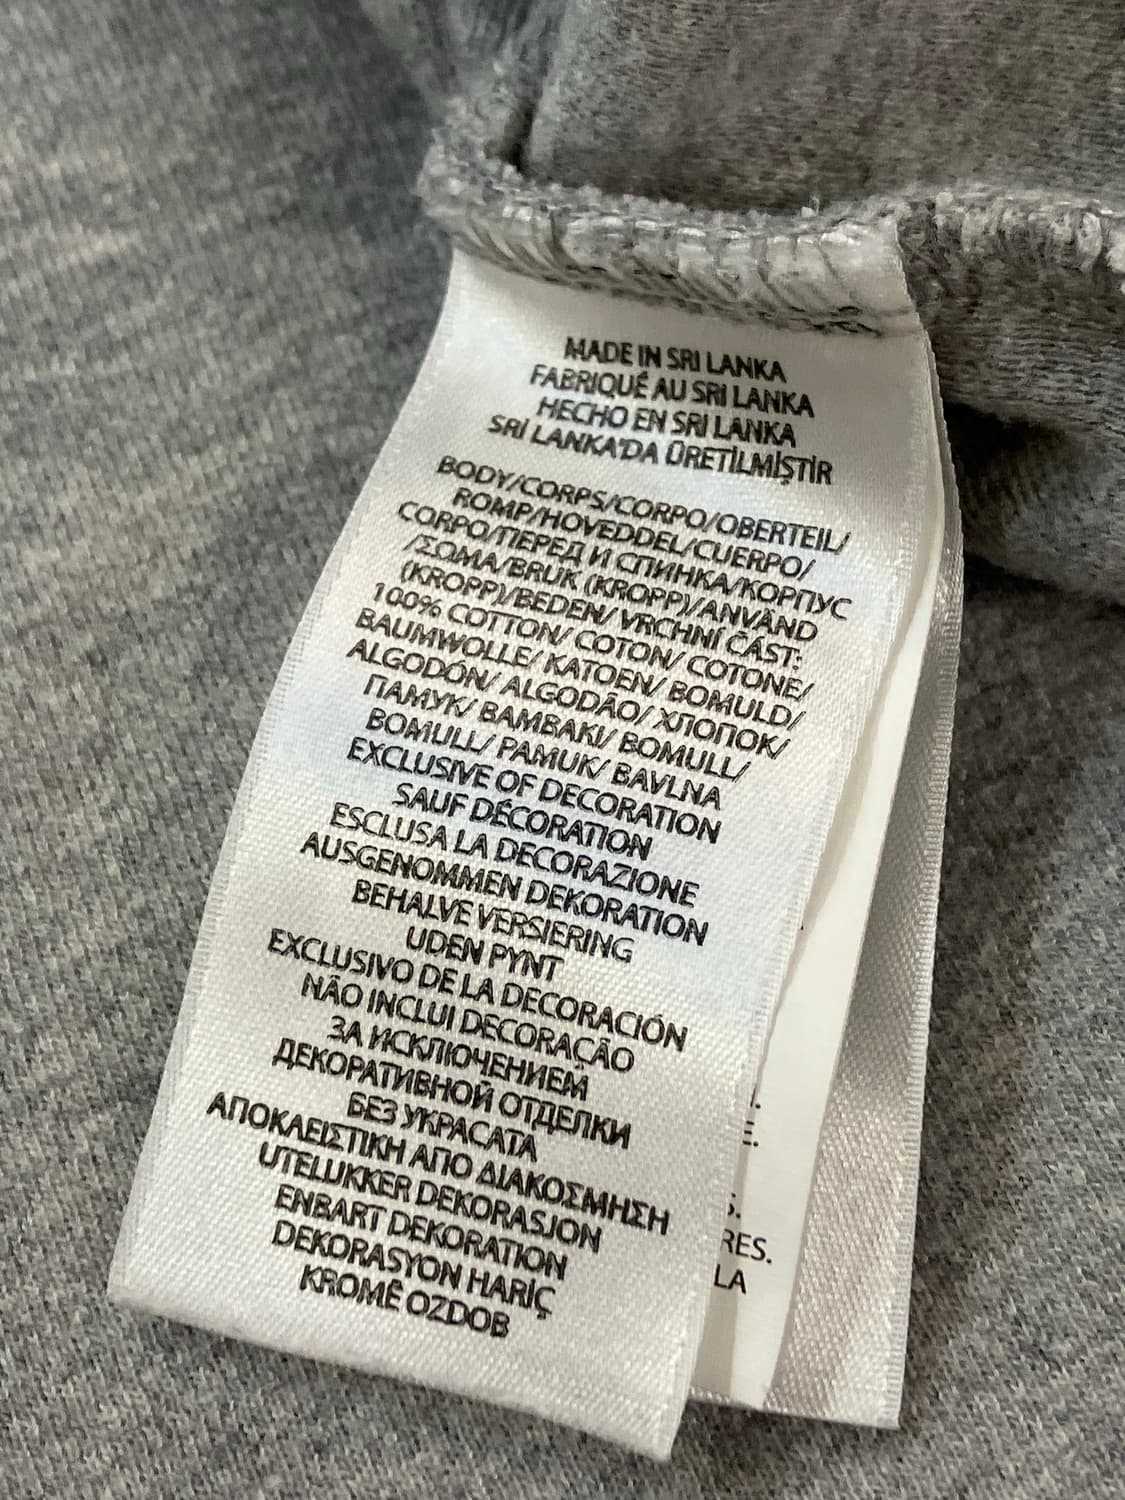 MADE IN SRI LANKA
FABRIQUÉ AU SRI LANKA
HECHO EN SRI LANKA
SRİ LANKA'DA ÜRETİLMİŞTİR
BODY/CORPS/CORPO/OBERTEIL/
ROMP/HOVEDDEL/CUERPO/
CORPO/ПЕРЕД И СПИНКА/КОРПУС
/ΣΩΜΑ/BRUK (KROPP)/ANVÄND
(KROPP)/BEDEN/ VRCHNÍ ČÁST:
100% COTTON/ COTON/ COTONE/
BAUMWOLLE/ KATOEN/ BOMULD/
ALGODÓN/ ALGODÃO/ ХЛОПОК/
ПАМУК/ ΒΑΜΒΑΚΙ/ BOMULL/
BOMULL/ PAMUK/ BAVLNA
EXCLUSIVE OF DECORATION
SAUF DÉCORATION
ESCLUSA LA DECORAZIONE
AUSGENOMMEN DEKORATION
BEHALVE VERSIERING
UDEN PYNT
EXCLUSIVO DE LA DECORACIÓN
NÃO INCLUI DECORAÇÃO
ЗА ИСКЛЮЧЕНИЕМ
ДЕКОРАТИВНОЙ ОТДЕЛКИ
БЕЗ УКРАСАТА
ΑΠΟΚΛΕΙΣΤΙΚΗ ΑΠΟ ΔΙΑΚΟΣΜΗΣΗ
UTELUKKER DEKORASJON
ENBART DEKORATION
DEKORASYON HARİÇ
KROMĚ OZDOB
RES.
LA